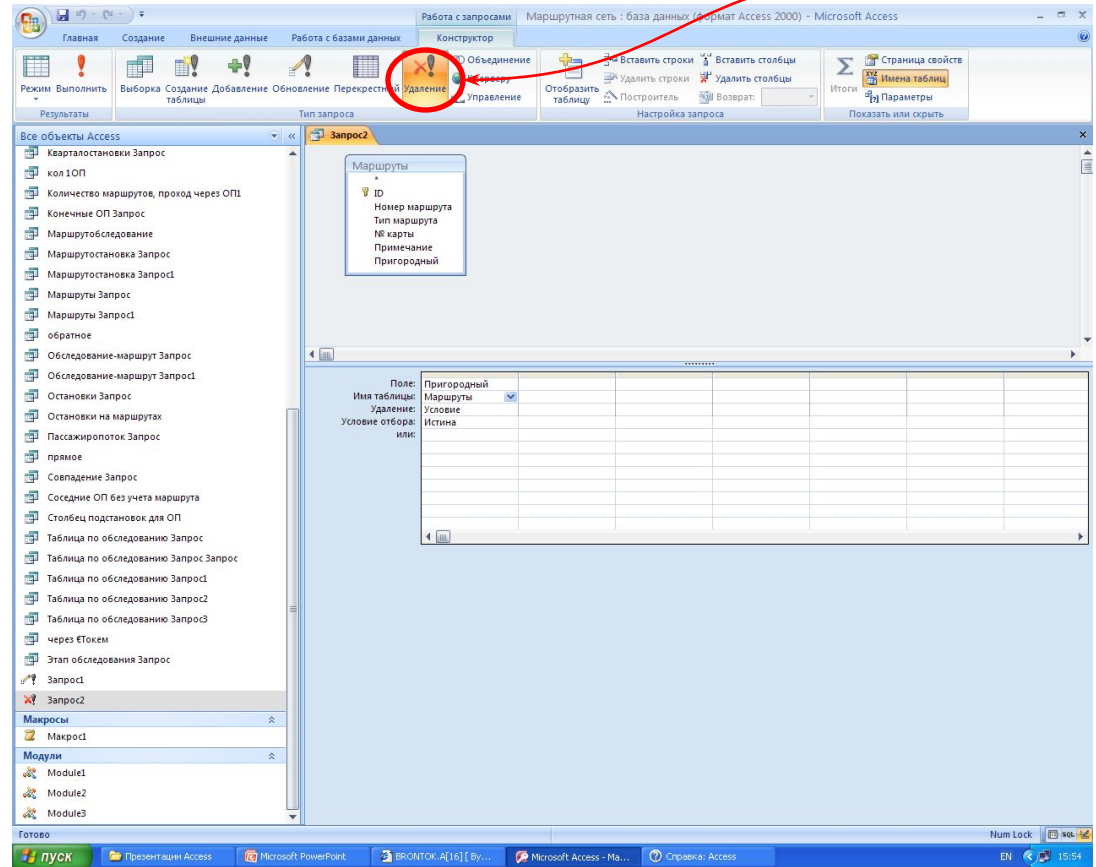 Работа с запросами
Маршрутная сеть : база данных (формат Access 2000) - Microsoft Access
Главная Создание Внешние данные Работа с базами данных Конструктор
Режим Выполнить
Выборка Создание таблицы Добавление Обновление Перекрестный Удаление
Объединение
К серверу
Управление
Отобразить таблицу
Вставить строки
Удалить строки
Построитель
Вставить столбцы
Удалить столбцы
Возврат:
Итоги
Страница свойств
Имена таблиц
Параметры
Результаты Тип запроса Настройка запроса Показать или скрыть
Все объекты Access
Кварталостановки Запрос
кол 1ОП
Количество маршрутов, проход через ОП1
Конечные ОП Запрос
Маршрутобследование
Маршрутостановка Запрос
Маршрутостановка Запрос1
Маршруты Запрос
Маршруты Запрос1
обратное
Обследование-маршрут Запрос
Обследование-маршрут Запрос1
Остановки Запрос
Остановки на маршрутах
Пассажиропоток Запрос
прямое
Совпадение Запрос
Соседние ОП без учета маршрута
Столбец подстановок для ОП
Таблица по обследованию Запрос
Таблица по обследованию Запрос Запрос
Таблица по обследованию Запрос1
Таблица по обследованию Запрос2
Таблица по обследованию Запрос3
через €Токем
Этап обследования Запрос
Запрос1
Запрос2
Макросы
Макрос1
Модули
Module1
Module2
Module3
Запрос2
Маршруты
*
ID
Номер маршрута
Тип маршрута
№ карты
Примечание
Пригородный
Поле: Пригородный
Имя таблицы: Маршруты
Удаление: Условие
Условие отбора: Истина
или:
Готово
Num Lock
SQL
пуск
Презентации Access
Microsoft PowerPoint
BRONTOK.A[16] [ By...
Microsoft Access - Ма...
Справка: Access
EN
15:54